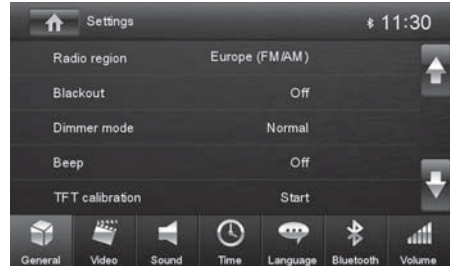 Settings 11:30
Radio region Europe (FM/AM)
Blackout Off
Dimmer mode Normal
Beep Off
TFT calibration Start
General Video Sound Time Language Bluetooth Volume